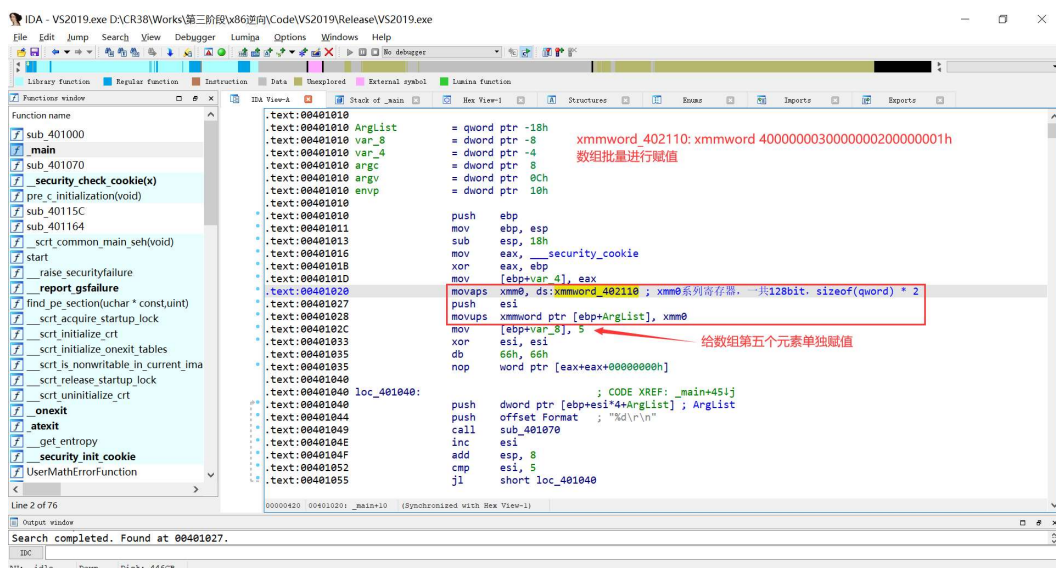 IDA - VS2019.exe D:\CR38\Works\第三阶段\x86逆向\Code\VS2019\Release\VS2019.exe
File Edit Jump Search View Debugger Lumina Options Windows Help
No debugger
Library function Regular function Instruction Data Unexplored External symbol Lumina function
Functions window
IDA View-A Stack of _main Hex View-1 Structures Enums Imports Exports
Function name
sub_401000
_main
sub_401070
__security_check_cookie(x)
pre_c_initialization(void)
sub_40115C
sub_401164
__scrt_common_main_seh(void)
start
__raise_securityfailure
__report_gsfailure
find_pe_section(uchar * const,uint)
__scrt_acquire_startup_lock
__scrt_initialize_crt
__scrt_initialize_onexit_tables
__scrt_is_nonwritable_in_current_ima
__scrt_release_startup_lock
__scrt_uninitialize_crt
_onexit
_atexit
__get_entropy
__security_init_cookie
UserMathErrorFunction
Line 2 of 76
.text:00401010
.text:00401010 ArgList = qword ptr -18h
.text:00401010 var_8 = dword ptr -8
.text:00401010 var_4 = dword ptr -4
.text:00401010 argc = dword ptr 8
.text:00401010 argv = dword ptr 0Ch
.text:00401010 envp = dword ptr 10h
.text:00401010
.text:00401010 push ebp
.text:00401011 mov ebp, esp
.text:00401013 sub esp, 18h
.text:00401016 mov eax, ___security_cookie
.text:0040101B xor eax, ebp
.text:0040101D mov [ebp+var_4], eax
.text:00401020 movaps xmm0, ds:xmmword_402110 ; xmm0系列寄存器，一共128bit．sizeof(qword) * 2
.text:00401027 push esi
.text:00401028 movups xmmword ptr [ebp+ArgList], xmm0
.text:0040102C mov [ebp+var_8], 5
.text:00401033 xor esi, esi
.text:00401035 db 66h, 66h
.text:00401035 nop word ptr [eax+eax+00000000h]
.text:00401040
.text:00401040 loc_401040: ; CODE XREF: _main+45↓j
.text:00401040 push dword ptr [ebp+esi*4+ArgList] ; ArgList
.text:00401044 push offset Format ; "%d\r\n"
.text:00401049 call sub_401070
.text:0040104E inc esi
.text:0040104F add esp, 8
.text:00401052 cmp esi, 5
.text:00401055 jl short loc_401040
xmmword_402110: xmmword 4000000030000000200000001h
数组批量进行赋值
给数组第五个元素单独赋值
00000420 00401020: _main+10 (Synchronized with Hex View-1)
Output window
Search completed. Found at 00401027.
IDC